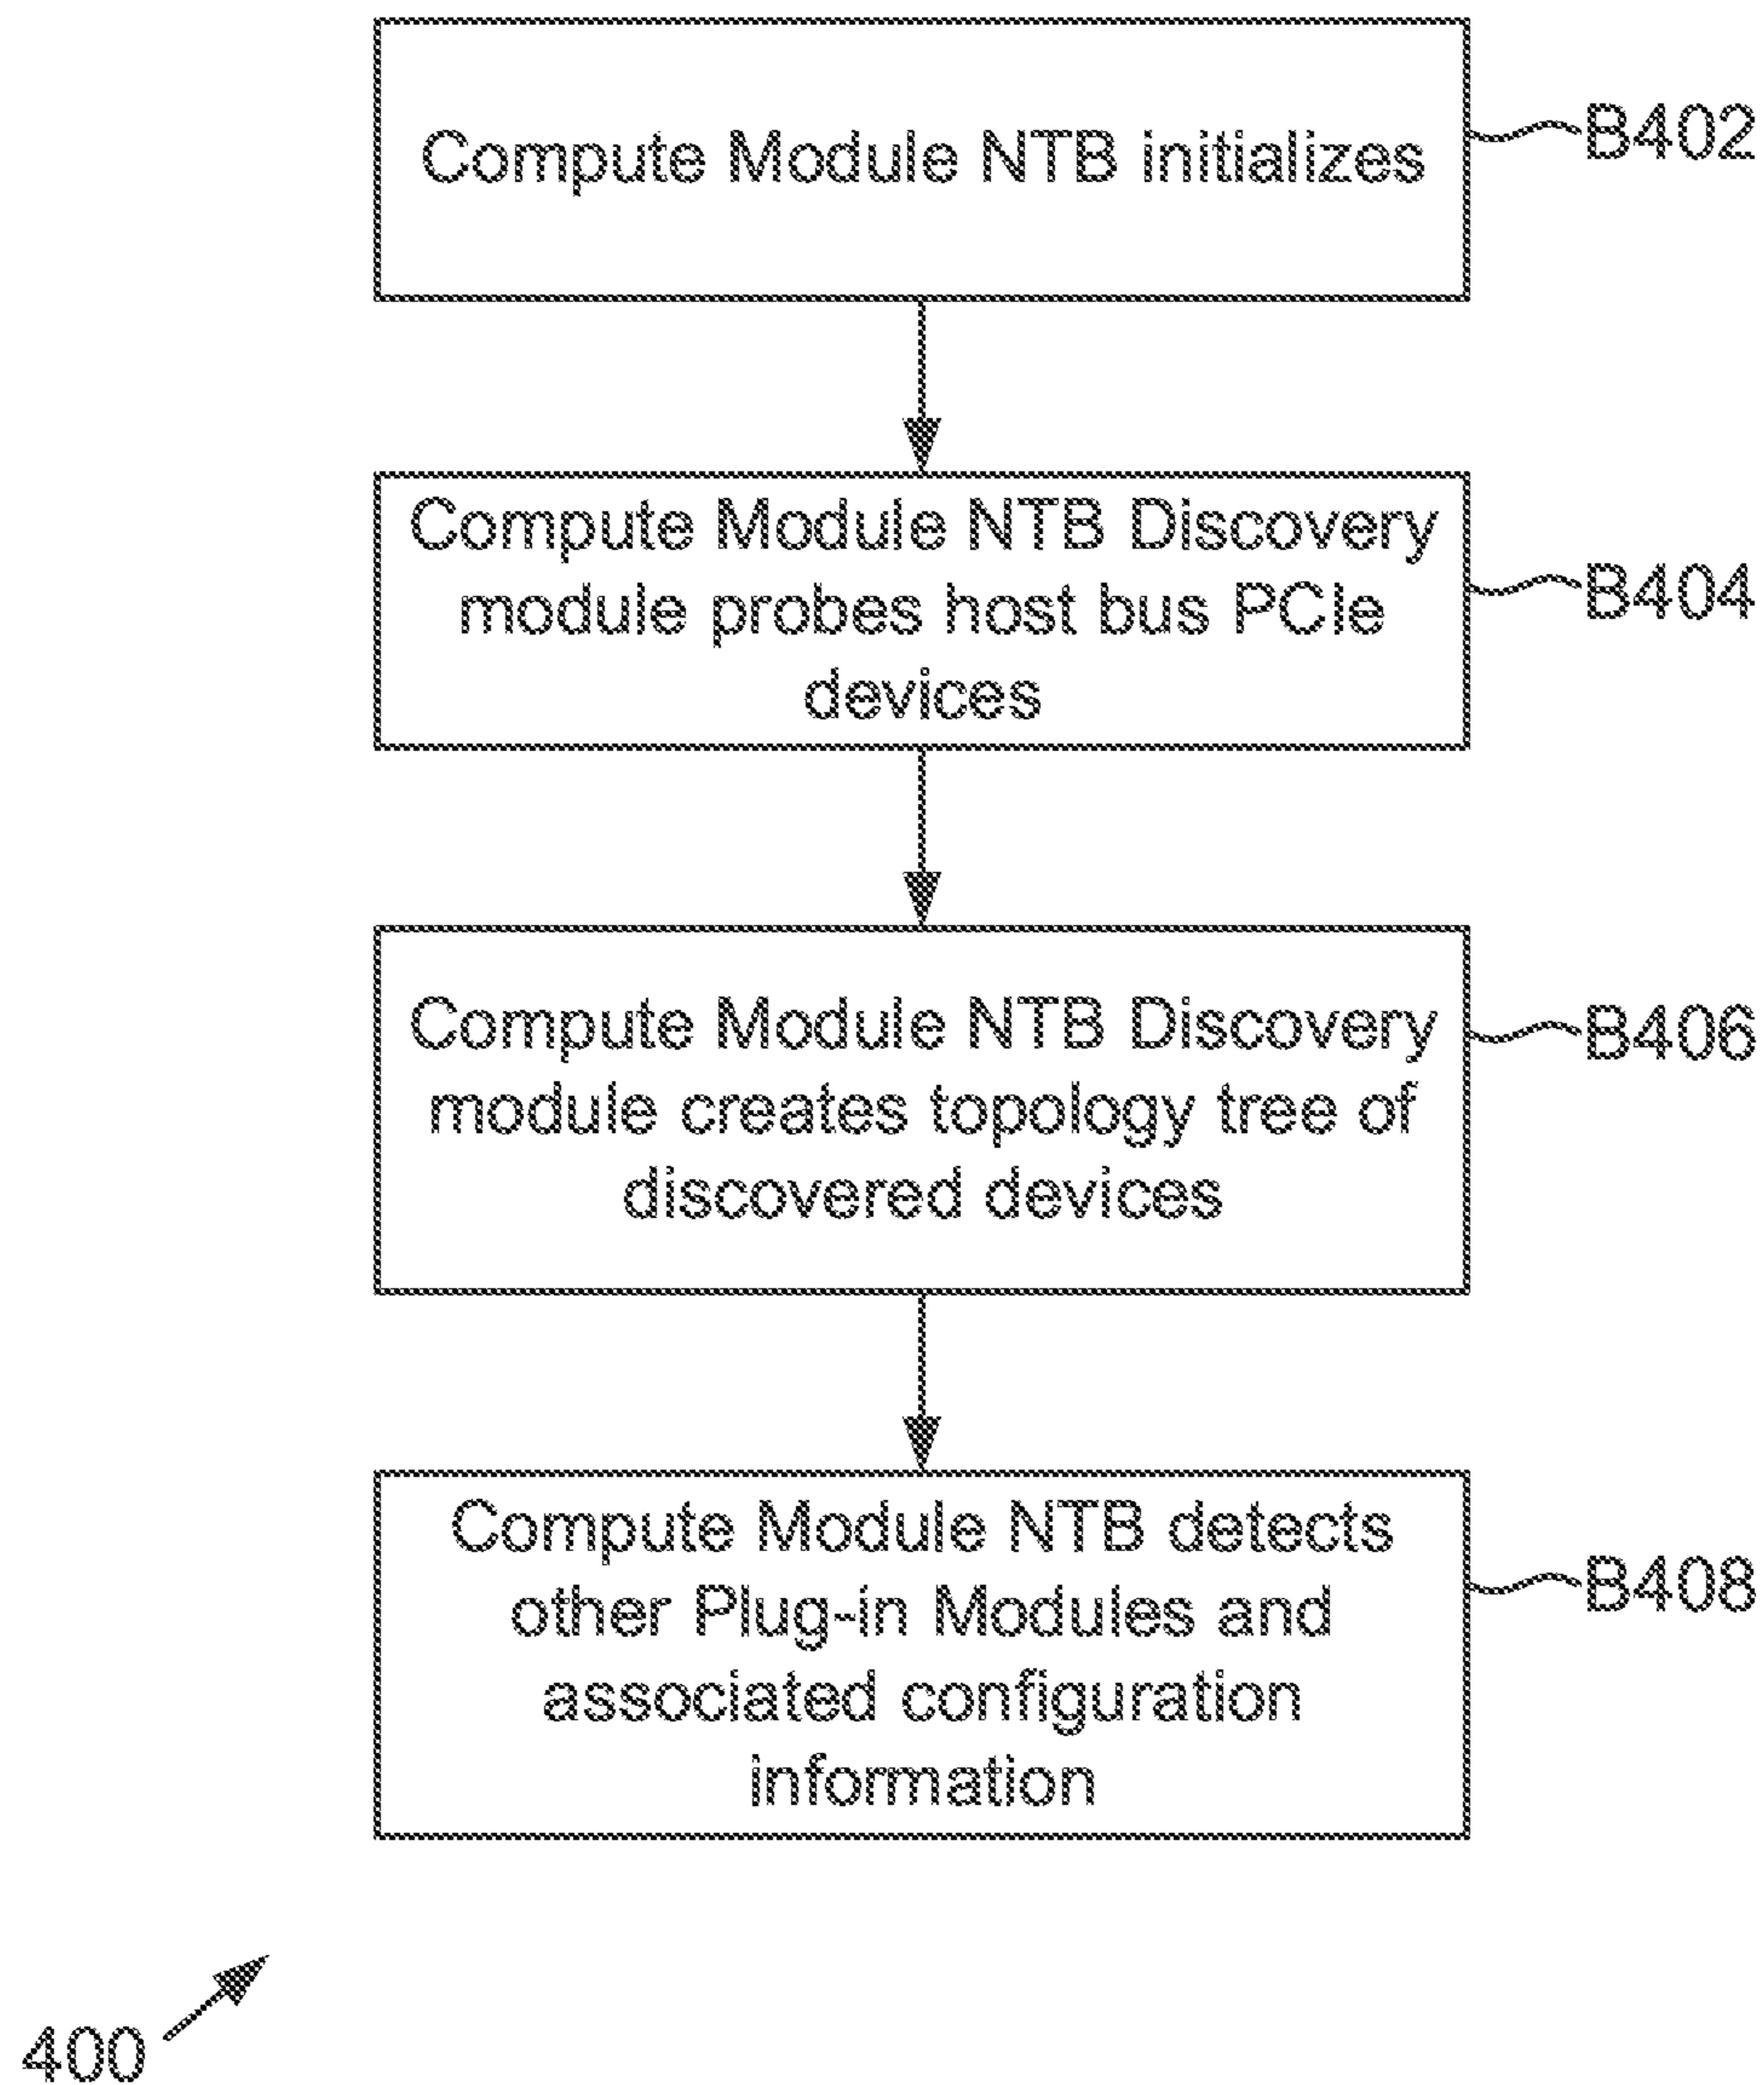 Compute Module NTB initializes
B402
Compute Module NTB Discovery
module probes host bus PCIe
devices
B404
Compute Module NTB Discovery
module creates topology tree of
discovered devices
B406
Compute Module NTB detects
other Plug-in Modules and
associated configuration
information
B408
400